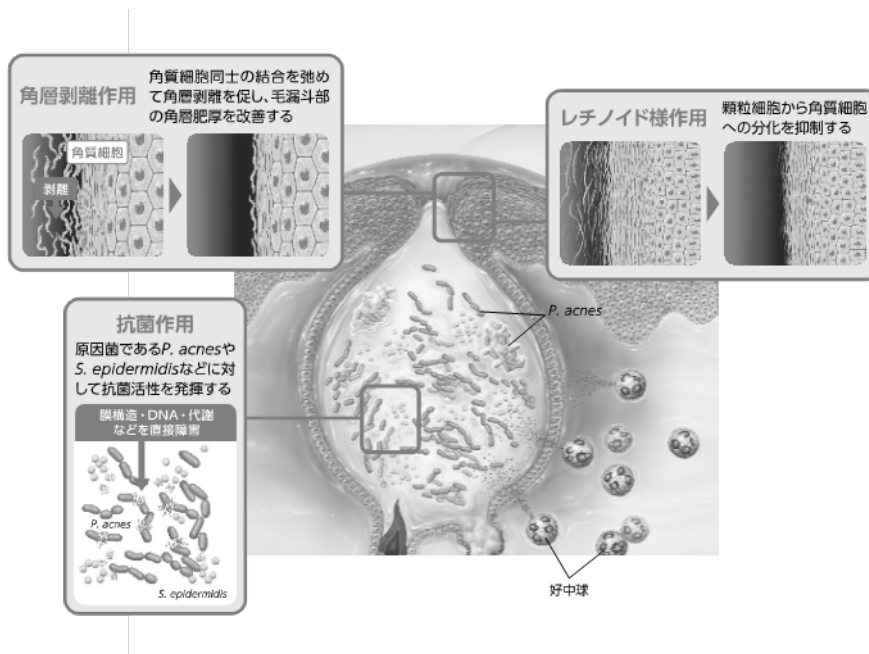 角層剥離作用
角質細胞同士の結合を弛め
て角層剥離を促し、毛漏斗部
の角層肥厚を改善する
角質細胞
剥離
レチノイド様作用
顆粒細胞から角質細胞
への分化を抑制する
P. acnes
抗菌作用
原因菌であるP. acnesや
S. epidermidisなどに対
して抗菌活性を発揮する
膜構造・DNA・代謝
などを直接障害
P. acnes
S. epidermidis
好中球